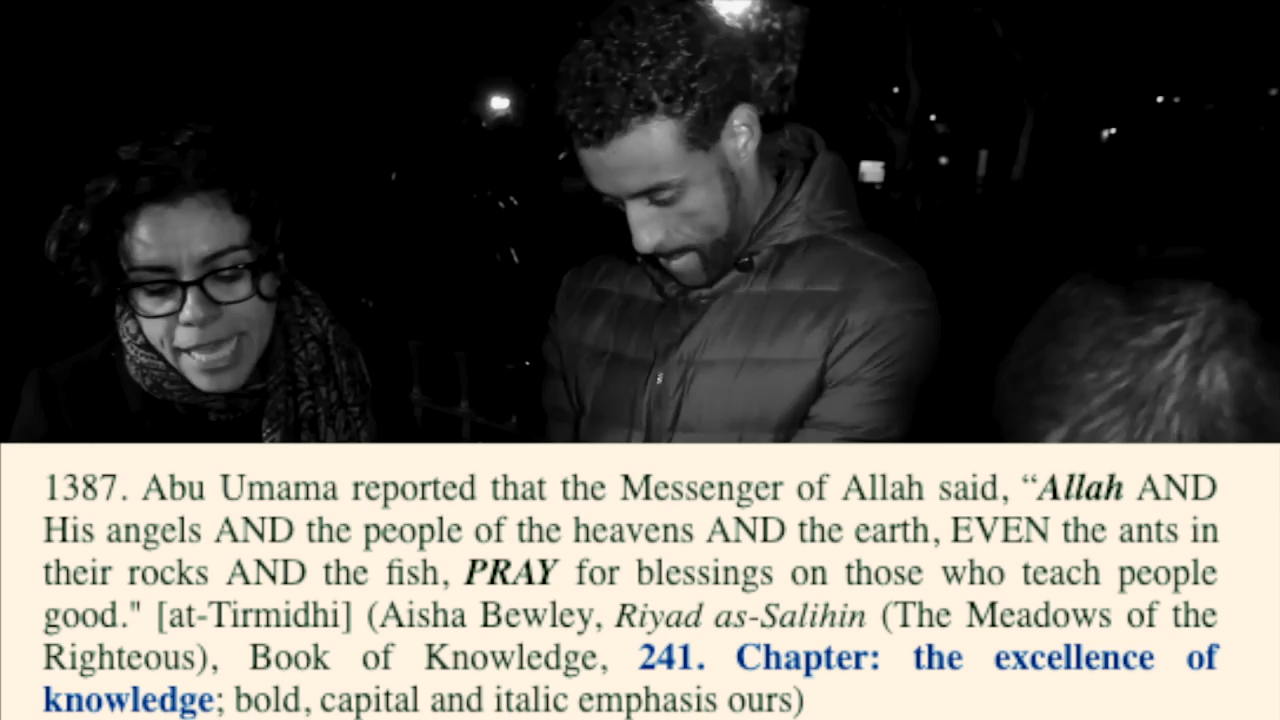 1387. Abu Umama reported that the Messenger of Allah said, “Allah AND
His angels AND the people of the heavens AND the earth, EVEN the ants in
their rocks AND the fish, PRAY for blessings on those who teach people
good." [at-Tirmidhi] (Aisha Bewley, Riyad as-Salihin (The Meadows of the
Righteous), Book of Knowledge, 241. Chapter: the excellence of
knowledge; bold, capital and italic emphasis ours)